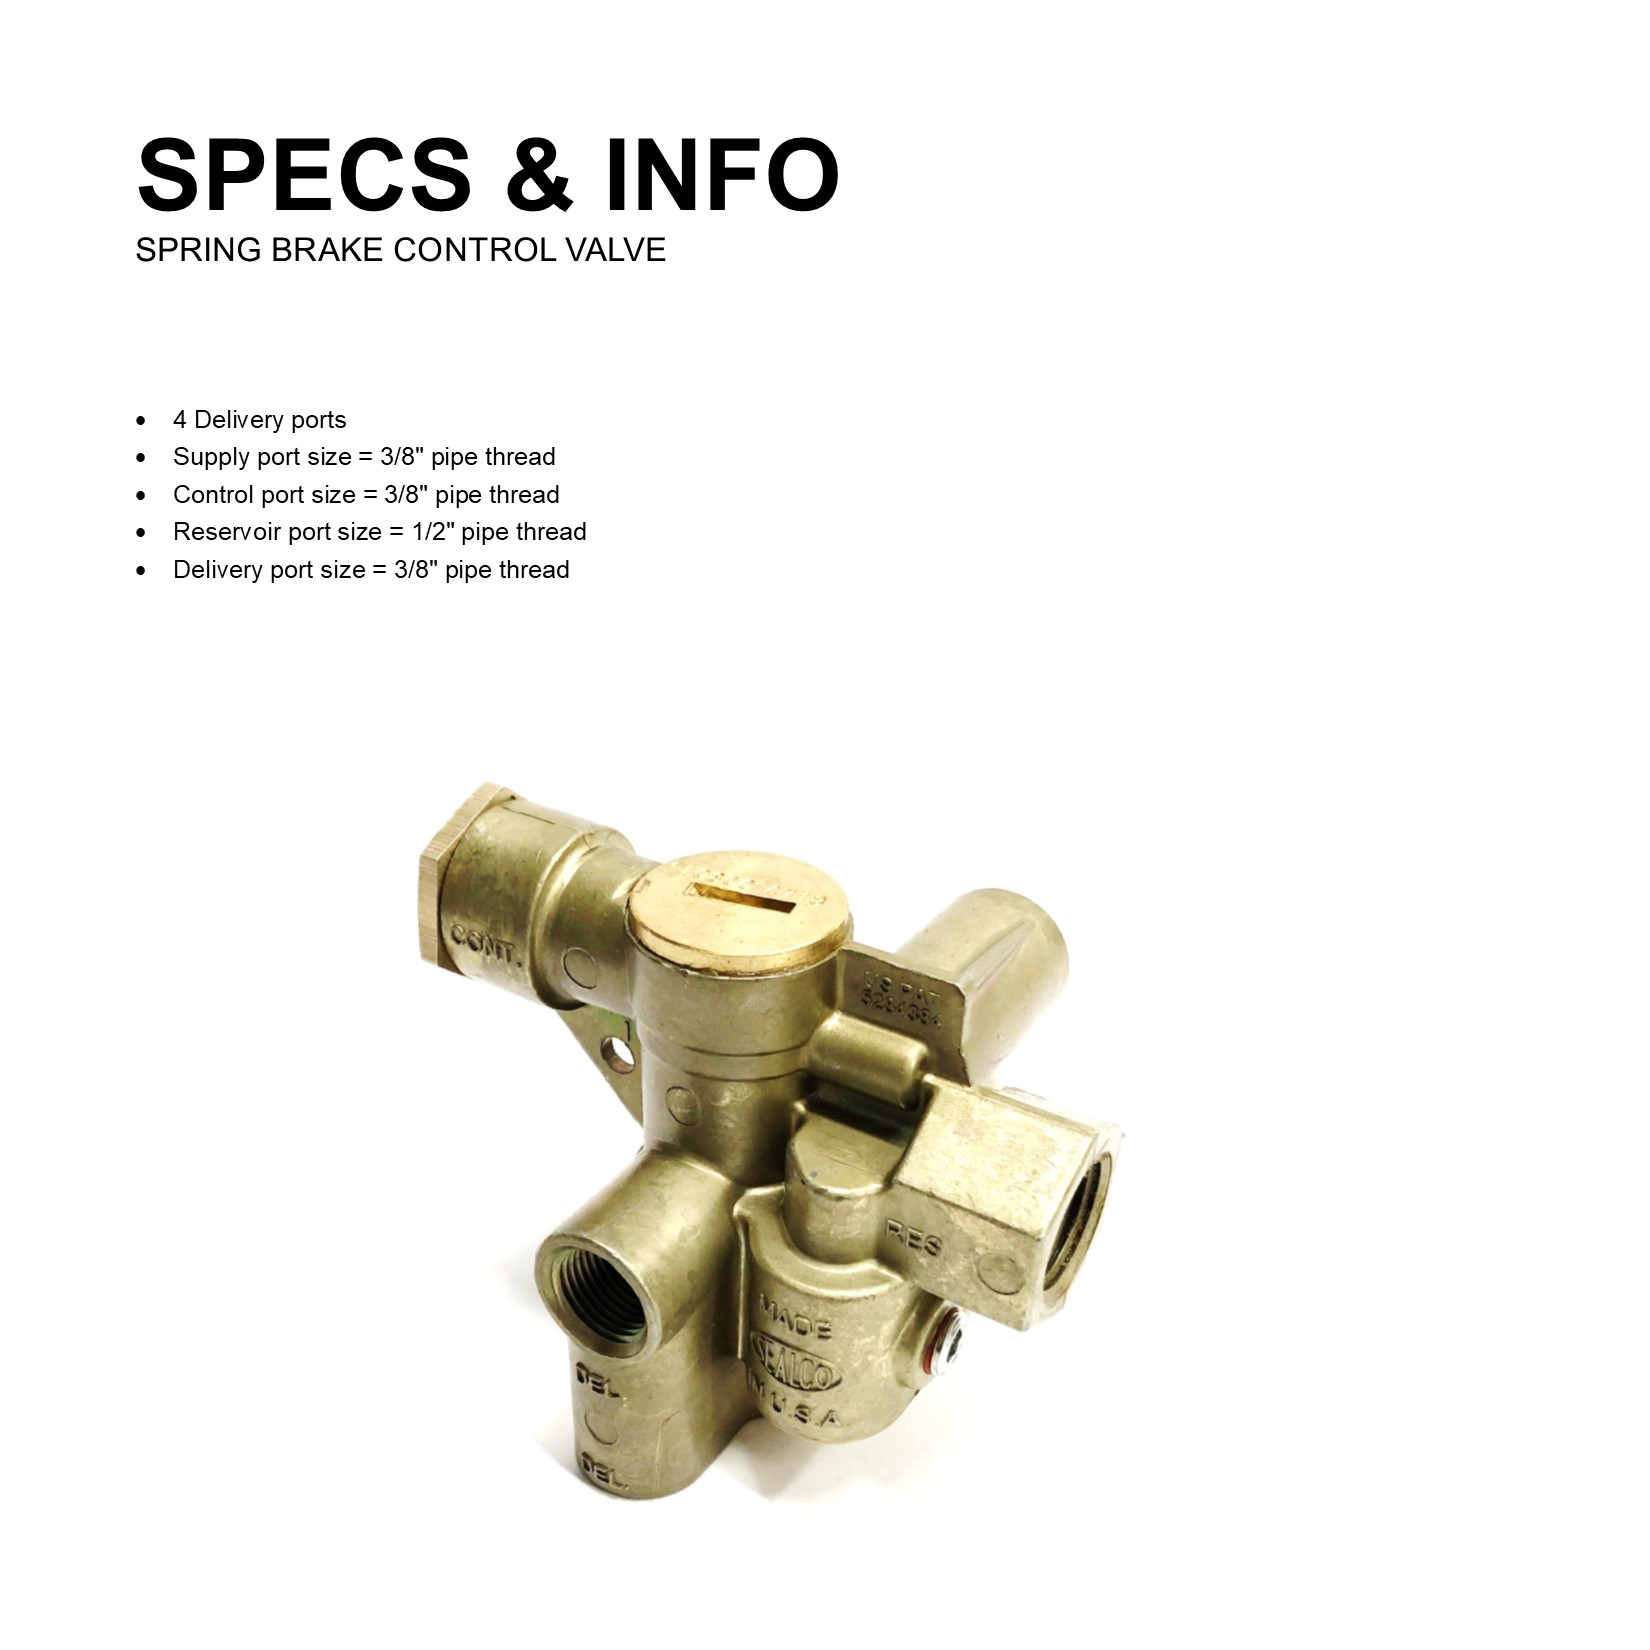 SPECS & INFO
SPRING BRAKE CONTROL VALVE
• 4 Delivery ports
• Supply port size = 3/8" pipe thread
• Control port size = 3/8" pipe thread
• Reservoir port size = 1/2" pipe thread
• Delivery port size = 3/8" pipe thread
CONT.
US PAT
5234334
1
RES
MADE
SEALCO
IN U.S.A
DEL.
DEL.